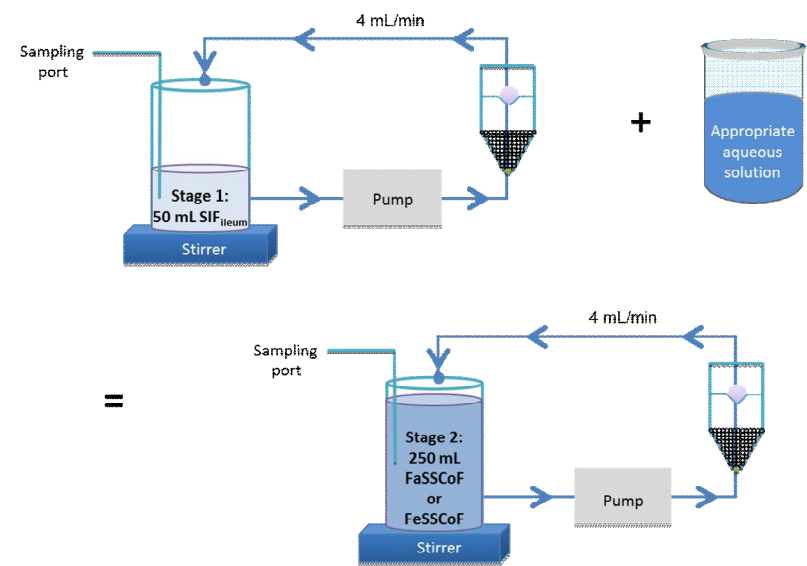 4 mL/min
Sampling
port
Stage 1:
50 mL SIFileum
Pump
Stirrer
+
Appropriate
aqueous
solution
=
4 mL/min
Sampling
port
Stage 2:
250 mL
FaSSCoF
or
FeSSCoF
Pump
Stirrer